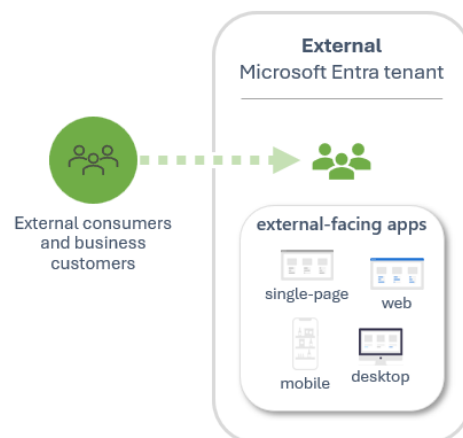 External
Microsoft Entra tenant
External consumers
and business
customers
external-facing apps
single-page
web
mobile
desktop